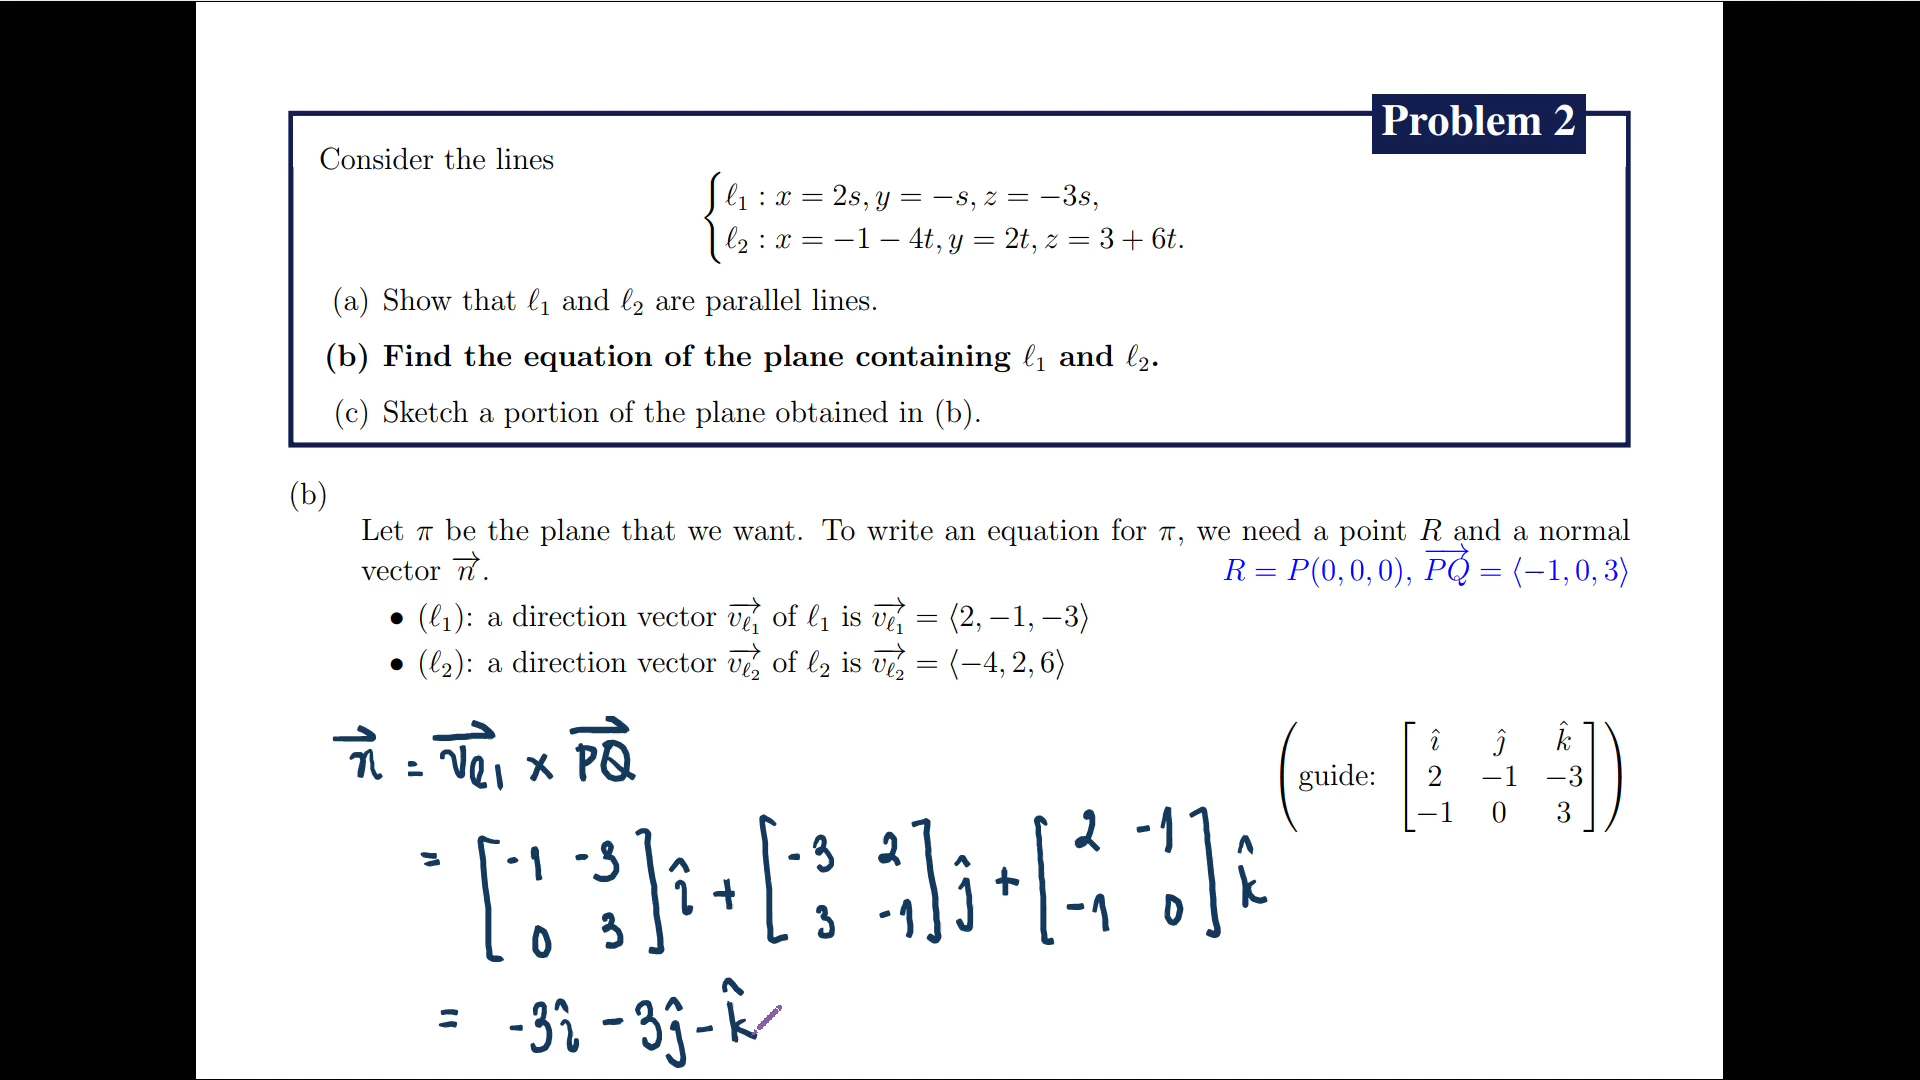 Problem 2
Consider the lines
ℓ₁ : x = 2s, y = −s, z = −3s,
ℓ₂ : x = −1 − 4t, y = 2t, z = 3 + 6t.
(a) Show that ℓ₁ and ℓ₂ are parallel lines.
(b) Find the equation of the plane containing ℓ₁ and ℓ₂.
(c) Sketch a portion of the plane obtained in (b).
(b)
Let π be the plane that we want. To write an equation for π, we need a point R and a normal
vector n⃗. R = P(0, 0, 0), PQ⃗ = ⟨−1, 0, 3⟩
• (ℓ₁): a direction vector v⃗ℓ₁ of ℓ₁ is v⃗ℓ₁ = ⟨2, −1, −3⟩
• (ℓ₂): a direction vector v⃗ℓ₂ of ℓ₂ is v⃗ℓ₂ = ⟨−4, 2, 6⟩
n⃗ = v⃗ℓ₁ × PQ⃗
(guide: [î ĵ k̂
2 −1 −3
−1 0 3])
= [-1 -3; 0 3] î + [-3 2; 3 -1] ĵ + [2 -1; -1 0] k̂
= -3î - 3ĵ - k̂